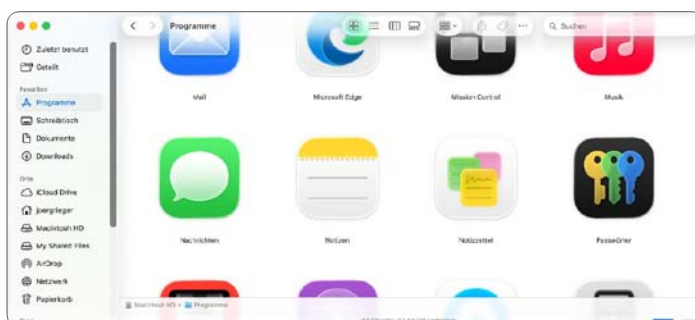 Programme
Suchen
Zuletzt benutzt
Geteilt
Favoriten
Programme
Schreibtisch
Dokumente
Downloads
Orte
iCloud Drive
joergrieger
Macintosh HD
My Shared Files
AirDrop
Netzwerk
Papierkorb
Mail
Microsoft Edge
Mission Control
Musik
Nachrichten
Notizen
Notizzettel
Passwörter
Macintosh HD › Programme